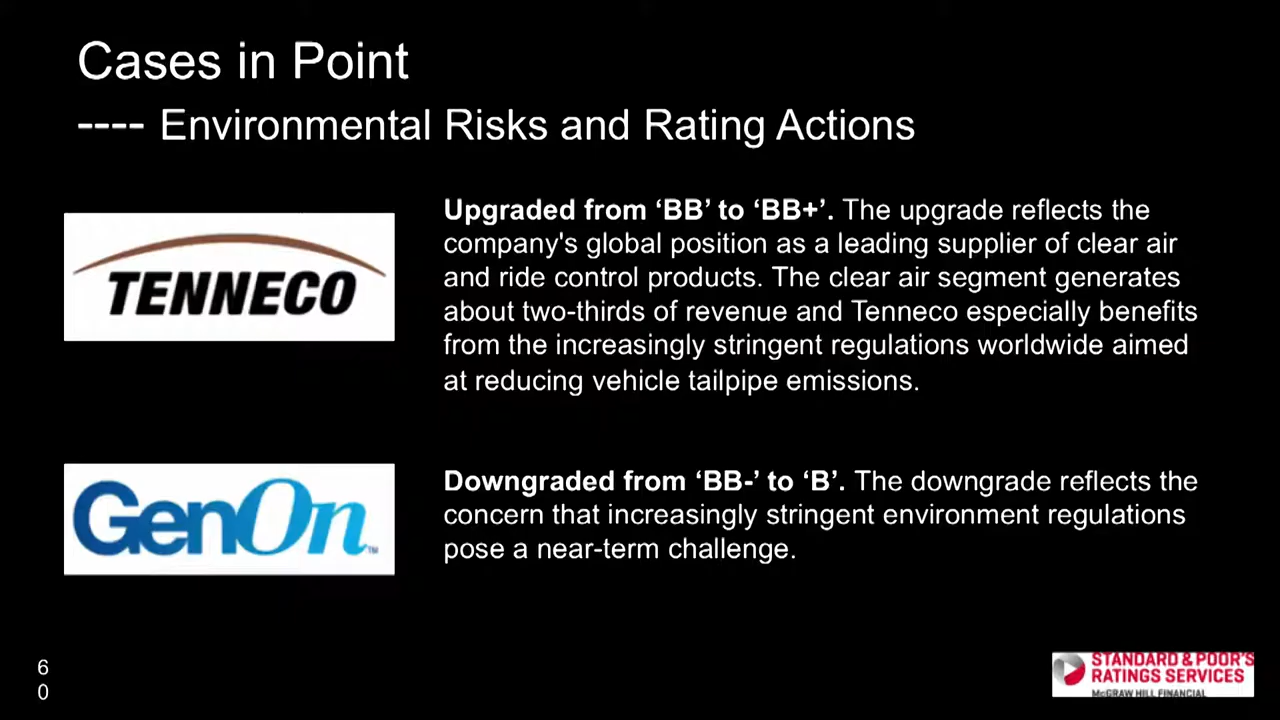 Cases in Point
---- Environmental Risks and Rating Actions
TENNECO
Upgraded from ‘BB’ to ‘BB+’. The upgrade reflects the
company's global position as a leading supplier of clear air
and ride control products. The clear air segment generates
about two-thirds of revenue and Tenneco especially benefits
from the increasingly stringent regulations worldwide aimed
at reducing vehicle tailpipe emissions.
GenOn™
Downgraded from ‘BB-’ to ‘B’. The downgrade reflects the
concern that increasingly stringent environment regulations
pose a near-term challenge.
6
0
STANDARD & POOR'S
RATINGS SERVICES
McGRAW HILL FINANCIAL